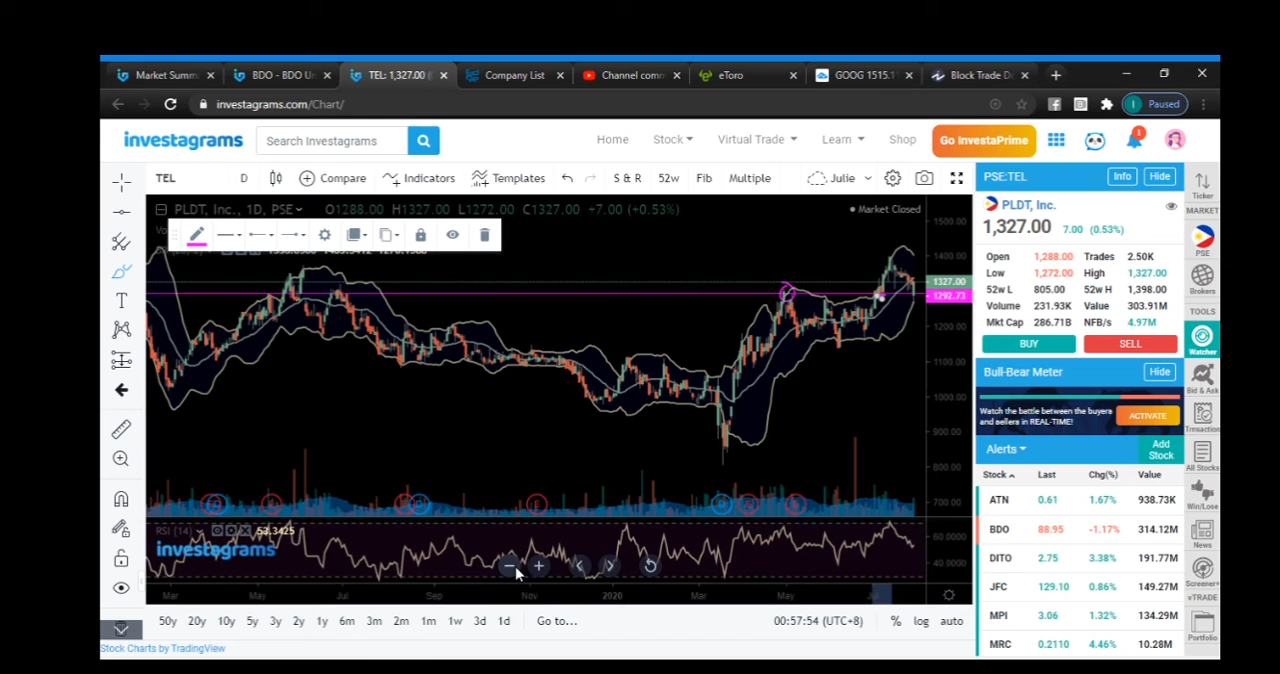 Market Summ
BDO - BDO Un
TEL: 1,327.00 (
Company List
Channel comm
eToro
GOOG 1515.1
Block Trade De
investagrams.com/Chart/
Paused
investagrams
Search Investagrams
Home
Stock
Virtual Trade
Learn
Shop
Go InvestaPrime
1
TEL
D
Compare
Indicators
Templates
S & R
52w
Fib
Multiple
Julie
PLDT, Inc., 1D, PSE
O1288.00 H1327.00 L1272.00 C1327.00 +7.00 (+0.53%)
Market Closed
1500.00
1400.00
1327.00
1292.73
1200.00
1100.00
1000.00
900.00
800.00
700.00
RSI (14)
53.3425
investagrams
60.0000
40.0000
Mar
May
Jul
Sep
Nov
2020
Mar
May
Jul
50y
20y
10y
5y
3y
2y
1y
6m
3m
2m
1m
1w
3d
1d
Go to...
00:57:54 (UTC+8)
%
log
auto
Stock Charts by TradingView
PSE:TEL
Info
Hide
PLDT, Inc.
1,327.00 7.00 (0.53%)
Open 1,288.00 Trades 2.50K
Low 1,272.00 High 1,327.00
52w L 805.00 52w H 1,398.00
Volume 231.93K Value 303.91M
Mkt Cap 286.71B NFB/s 4.97M
BUY
SELL
Bull-Bear Meter
Hide
Watch the battle between the buyers
and sellers in REAL-TIME!
ACTIVATE
Alerts
Add
Stock
Stock Last Chg(%) Value
ATN 0.61 1.67% 938.73K
BDO 88.95 -1.17% 314.12M
DITO 2.75 3.38% 191.77M
JFC 129.10 0.86% 149.27M
MPI 3.06 1.32% 134.29M
MRC 0.2110 4.46% 10.28M
Ticker
MARKET
PSE
Brokers
TOOLS
Watcher
Bid & Ask
Transaction
All Stocks
Win/Lose
News
Screener+
vTRADE
Portfolio